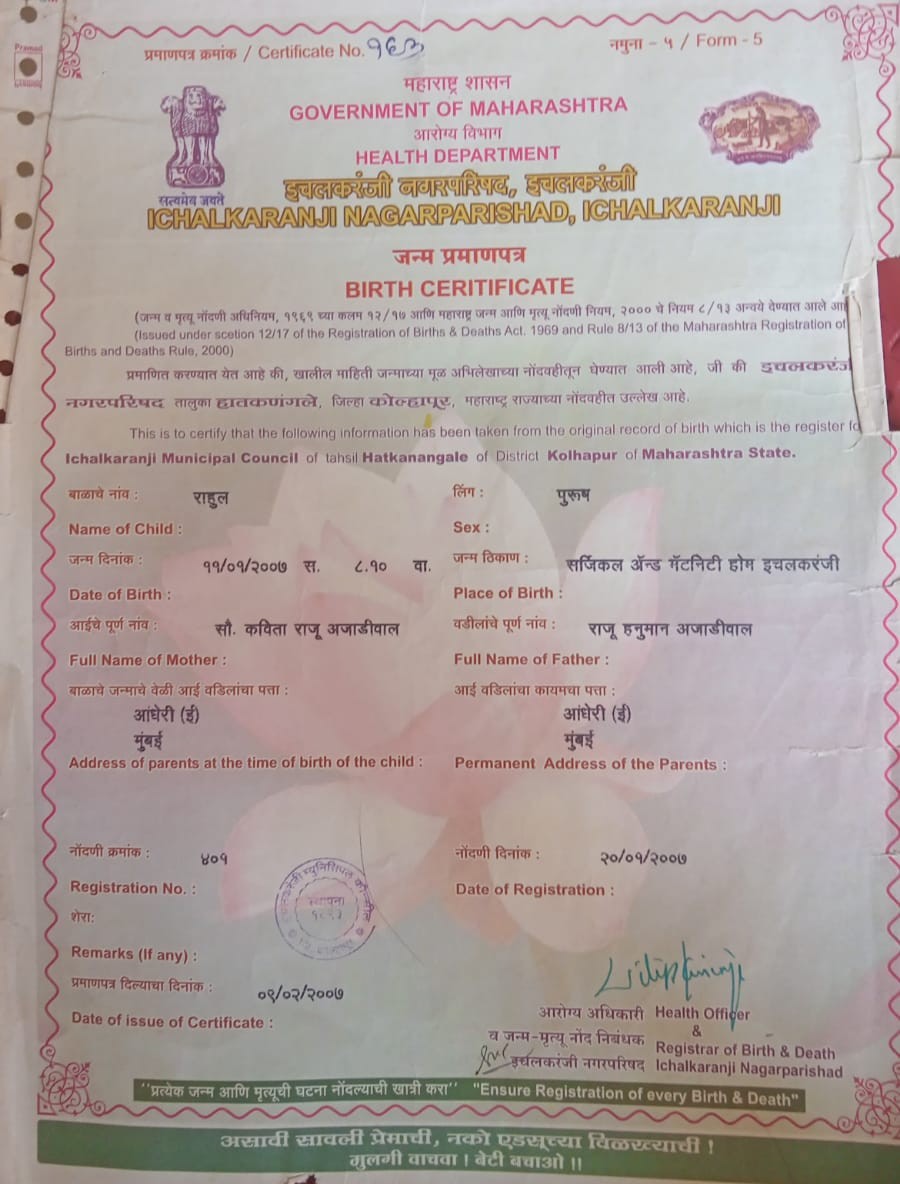 प्रमाणपत्र क्रमांक / Certificate No. १६३
नमुना - ५ / Form - 5
महाराष्ट्र शासन
GOVERNMENT OF MAHARASHTRA
आरोग्य विभाग
HEALTH DEPARTMENT
सत्यमेव जयते
इचलकरंजी नगरपरिषद, इचलकरंजी
ICHALKARANJI NAGARPARISHAD, ICHALKARANJI
जन्म प्रमाणपत्र
BIRTH CERITIFICATE
(जन्म व मृत्यू नोंदणी अधिनियम, १९६९ च्या कलम १२/१७ आणि महाराष्ट्र जन्म आणि मृत्यू नोंदणी नियम, २००० चे नियम ८/१३ अन्वये देण्यात आले
(Issued under scetion 12/17 of the Registration of Births & Deaths Act. 1969 and Rule 8/13 of the Maharashtra Registration of
Births and Deaths Rule, 2000)
प्रमाणित करण्यात येत आहे की, खालील माहिती जन्माच्या मूळ अभिलेखाच्या नोंदवहीतून घेण्यात आली आहे, जी की इचलकरंजी
नगरपरिषद तालुका हातकणंगले, जिल्हा कोल्हापूर, महाराष्ट्र राज्याच्या नोंदवहीत उल्लेख आहे.
This is to certify that the following information has been taken from the original record of birth which is the register
Ichalkaranji Municipal Council of tahsil Hatkanangale of District Kolhapur of Maharashtra State.
बाळाचे नांव : राहुल लिंग : पुरूष
Name of Child : Sex :
जन्म दिनांक : ११/०१/२००७ स. ८.१० वा. जन्म ठिकाण : सर्जिकल ॲन्ड मॅटनिटी होम इचलकरंजी
Date of Birth : Place of Birth :
आईचे पूर्ण नांव : सौ. कविता राजू अजाडीवाल वडीलांचे पूर्ण नांव : राजू हनुमान अजाडीवाल
Full Name of Mother : Full Name of Father :
बाळाचे जन्माचे वेळी आई वडिलांचा पत्ता : आई वडिलांचा कायमचा पत्ता :
आंधेरी (ई) आंधेरी (ई)
मुंबई मुंबई
Address of parents at the time of birth of the child : Permanent Address of the Parents :
नोंदणी क्रमांक : ४०१ नोंदणी दिनांक : २०/०१/२००७
Registration No. : Date of Registration :
शेरा:
Remarks (If any) :
स्थापना
प्रमाणपत्र दिल्याचा दिनांक : ०९/०२/२००७
Date of issue of Certificate :
आरोग्य अधिकारी Health Officer
&
व जन्म-मृत्यू नोंद निबंधक Registrar of Birth & Death
इचलकरंजी नगरपरिषद Ichalkaranji Nagarparishad
"प्रत्येक जन्म आणि मृत्यूची घटना नोंदल्याची खात्री करा" "Ensure Registration of every Birth & Death"
असावी सावली प्रेमाची, नको एडसूच्या विळख्याची !
मुलगी वाचवा ! बेटी बचाओ !!